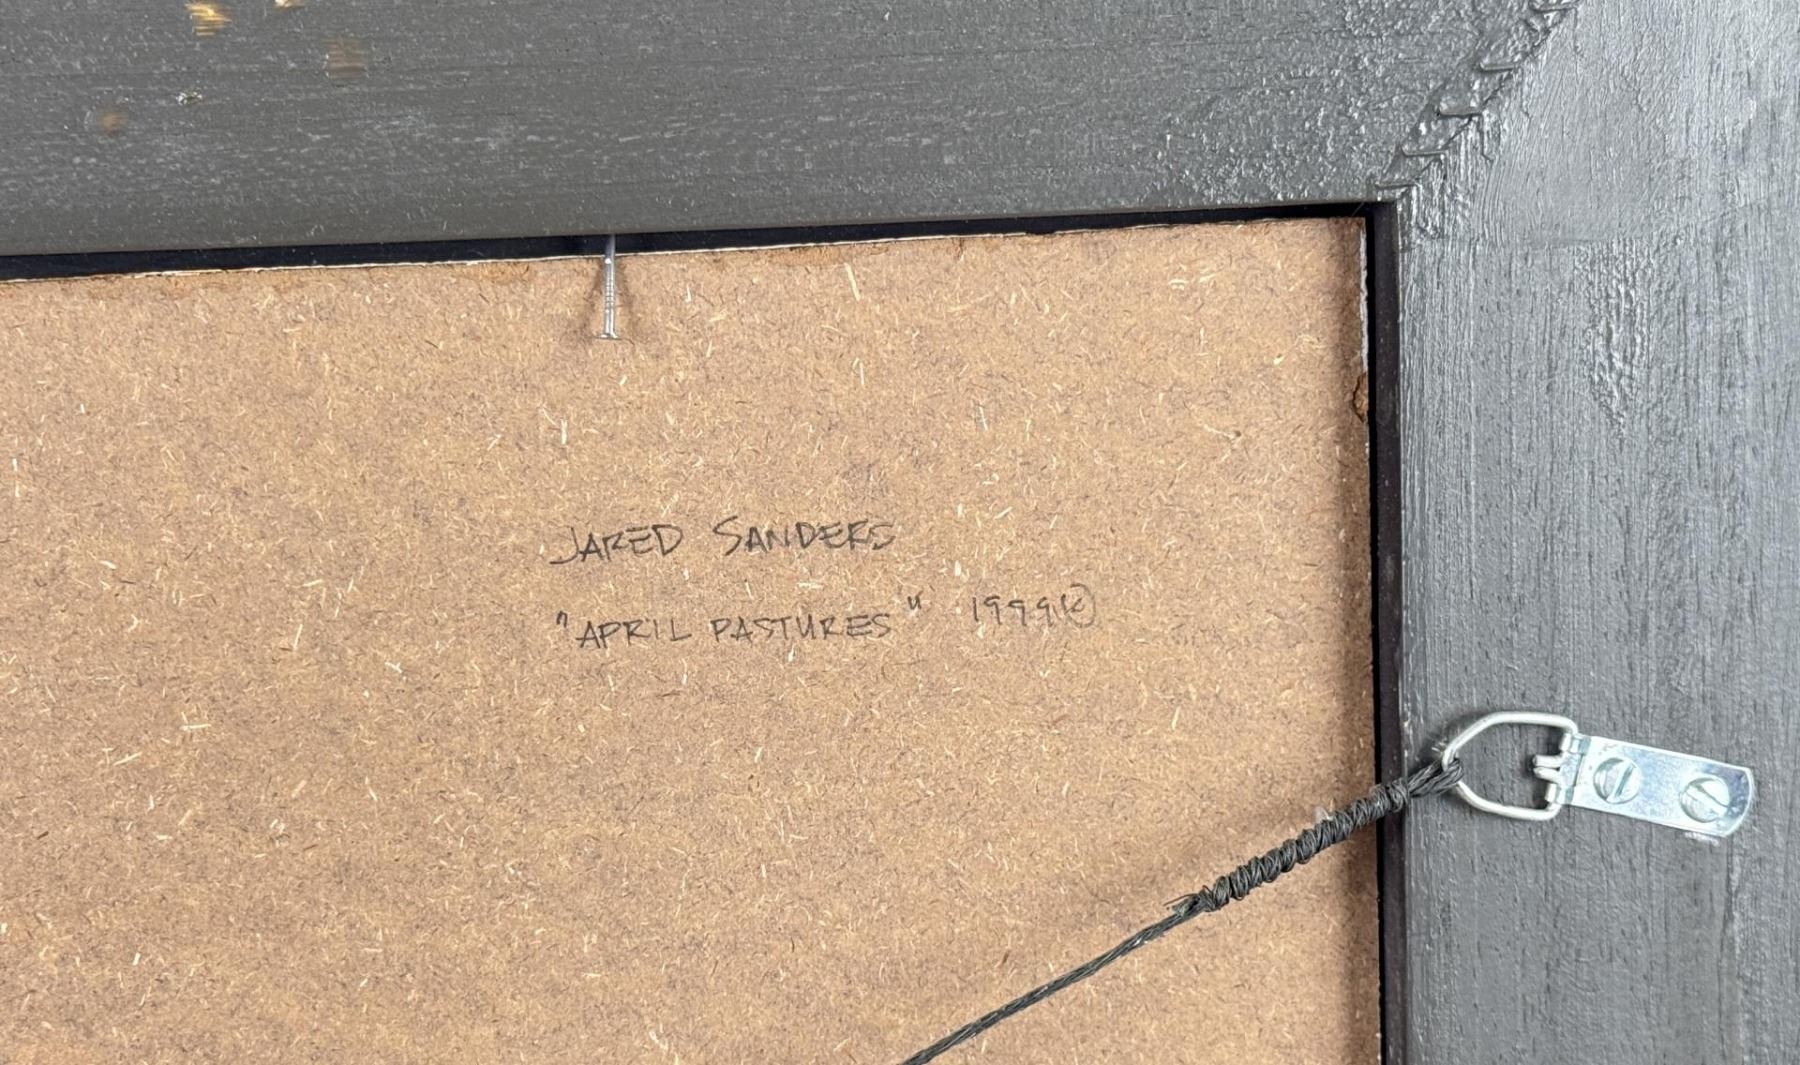 JARED SANDERS
"APRIL PASTURES" 1999 ©